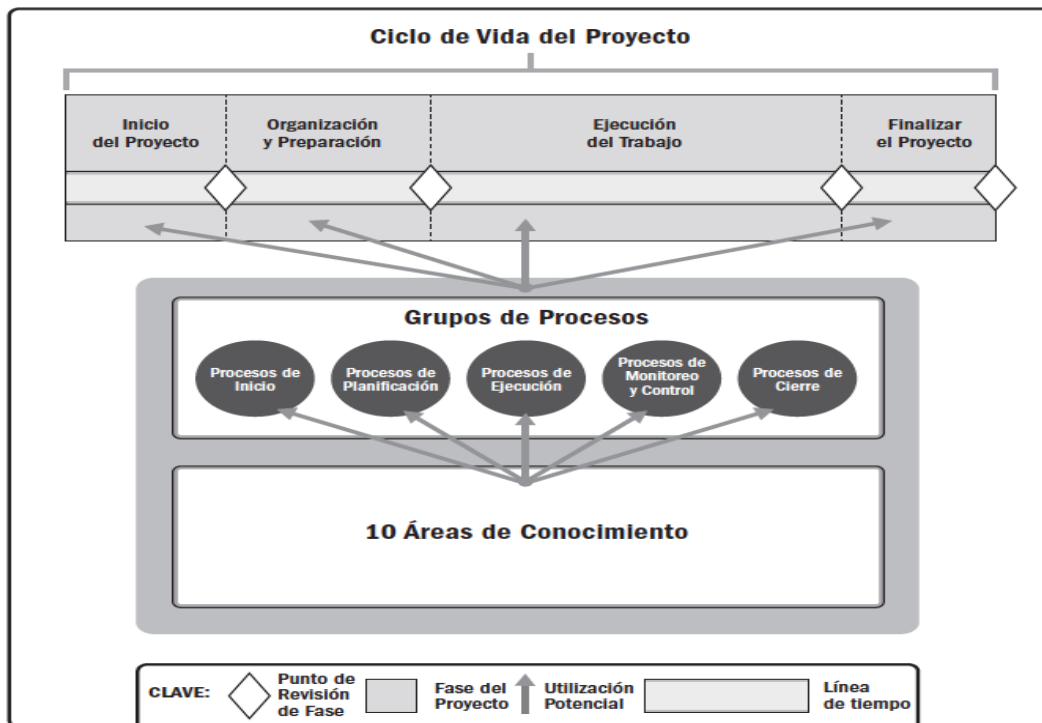 Ciclo de Vida del Proyecto
Inicio
del Proyecto
Organización
y Preparación
Ejecución
del Trabajo
Finalizar
el Proyecto
Grupos de Procesos
Procesos de
Inicio
Procesos de
Planificación
Procesos de
Ejecución
Procesos de
Monitoreo
y Control
Procesos de
Cierre
10 Áreas de Conocimiento
CLAVE:
Punto de
Revisión
de Fase
Fase del
Proyecto
Utilización
Potencial
Línea
de tiempo